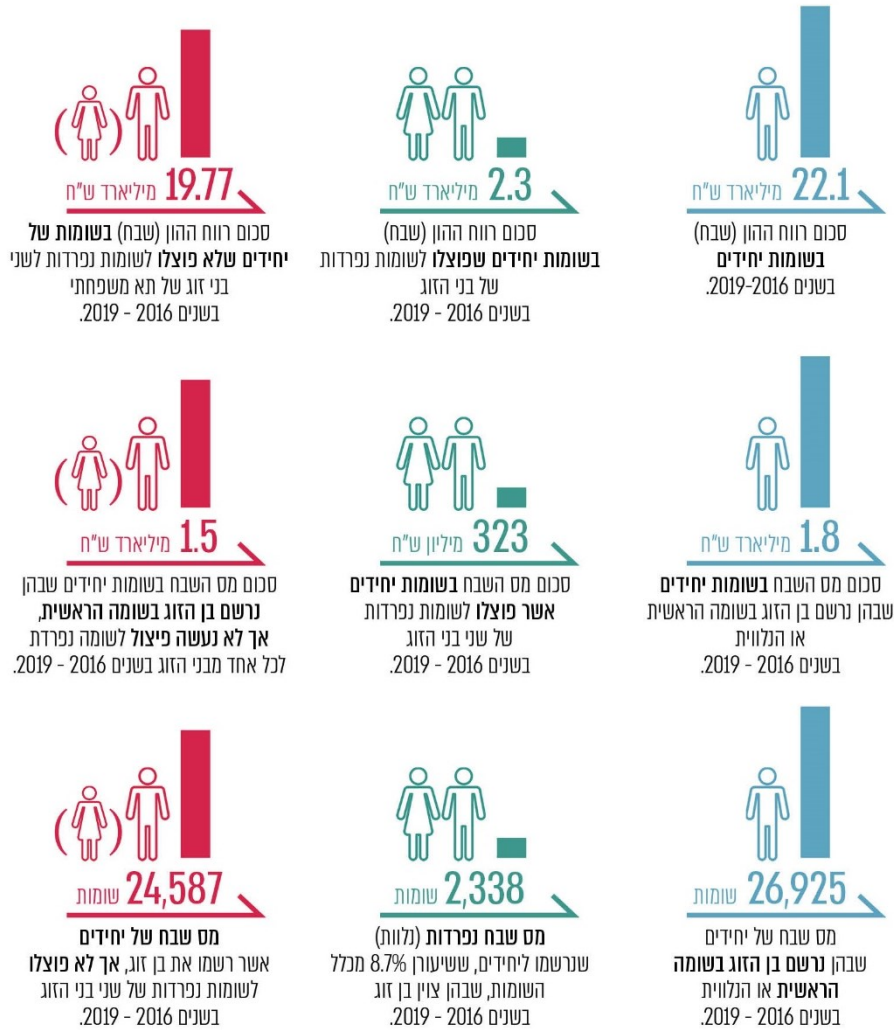 22.1 מיליארד ש"ח
סכום רווח ההון (שבח)
בשומות יחידים
בשנים 2019-2016.
2.3 מיליארד ש"ח
סכום רווח ההון (שבח)
בשומות יחידים שפוצלו לשומות נפרדות
של בני הזוג
בשנים 2016 - 2019.
19.77 מיליארד ש"ח
סכום רווח ההון (שבח) בשומות של
יחידים שלא פוצלו לשומות נפרדות לשני
בני זוג של תא משפחתי
בשנים 2016 - 2019.
1.8 מיליארד ש"ח
סכום מס השבח בשומות יחידים
שבהן נרשם בן הזוג בשומה הראשית
או הנלווית
בשנים 2016 - 2019.
323 מיליון ש"ח
סכום מס השבח בשומות יחידים
אשר פוצלו לשומות נפרדות
של שני בני הזוג
בשנים 2016 - 2019.
1.5 מיליארד ש"ח
סכום מס השבח בשומות יחידים שבהן
נרשם בן הזוג בשומה הראשית,
אך לא נעשה פיצול לשומה נפרדת
לכל אחד מבני הזוג בשנים 2016 - 2019.
26,925 שומות
מס שבח של יחידים
שבהן נרשם בן הזוג בשומה
הראשית או הנלווית
בשנים 2016 - 2019.
2,338 שומות
מס שבח נפרדות (נלוות)
שנרשמו ליחידים, ששיעורן 8.7% מכלל
השומות, שבהן צוין בן זוג
בשנים 2016 - 2019.
24,587 שומות
מס שבח של יחידים
אשר רשמו את בן זוג, אך לא פוצלו
לשומות נפרדות של שני בני הזוג
בשנים 2016 - 2019.